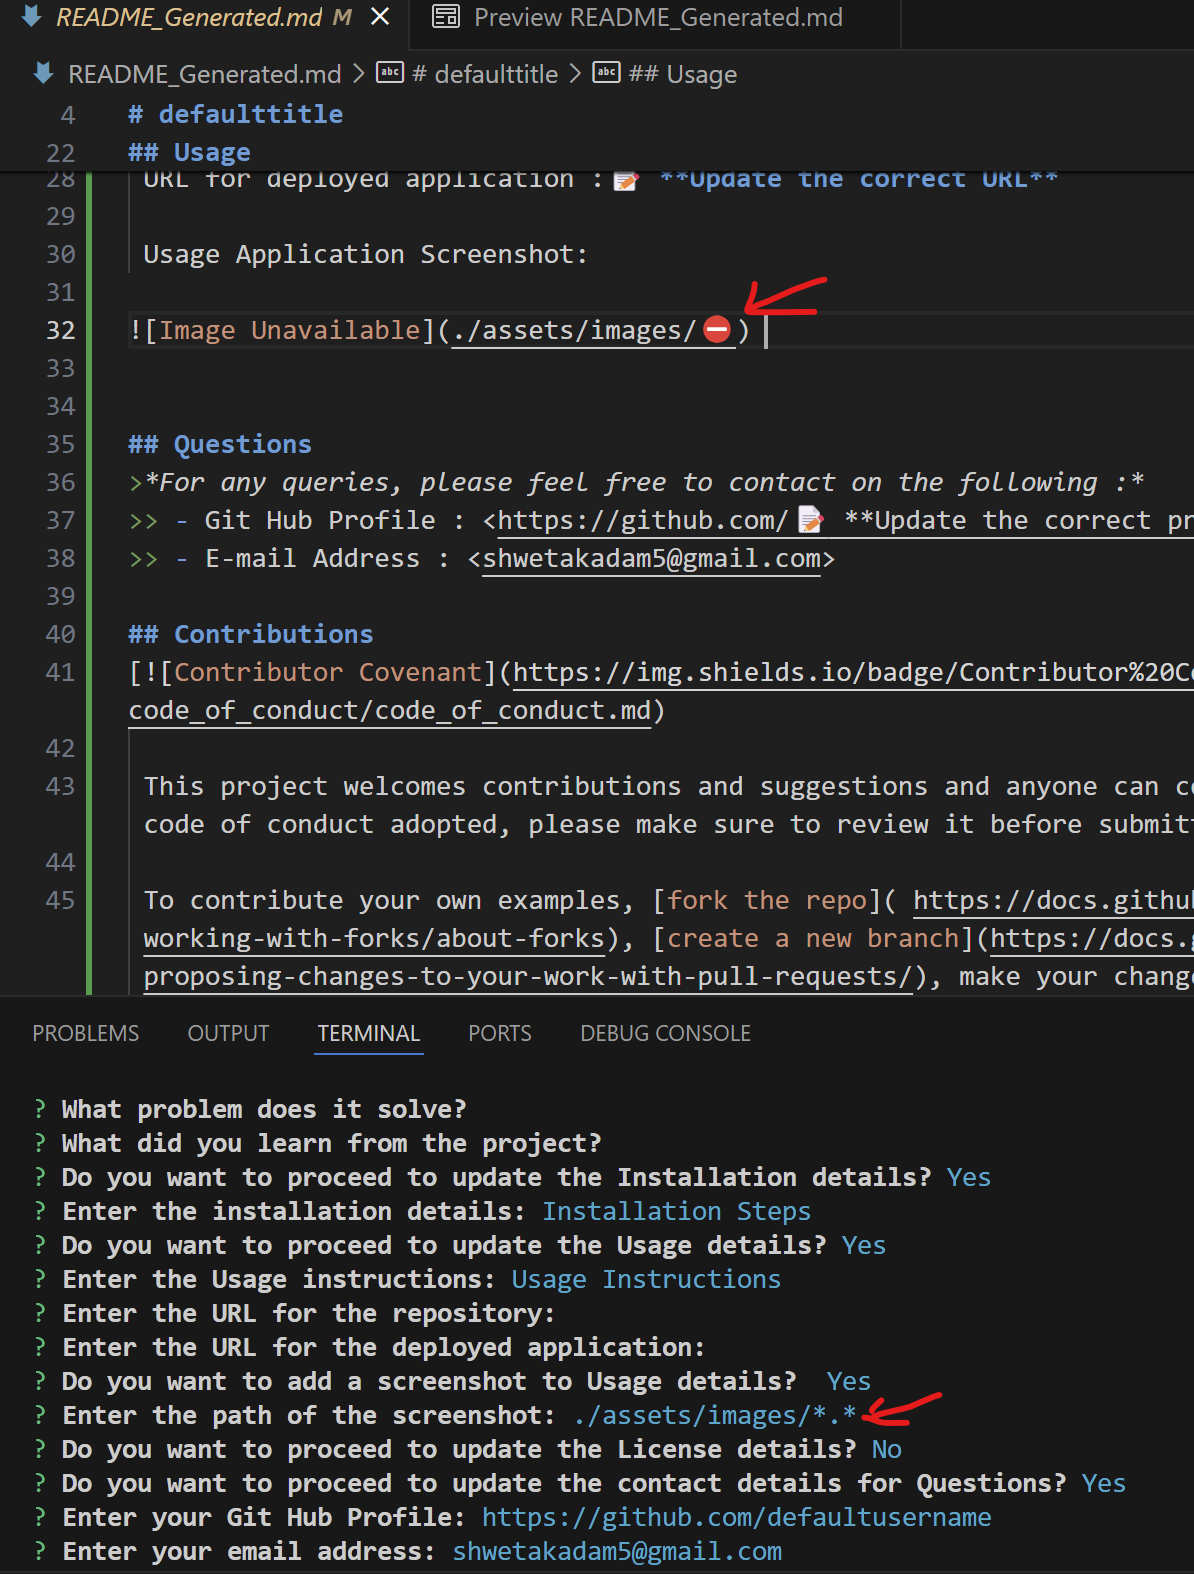 README_Generated.md M
Preview README_Generated.md
README_Generated.md > # defaulttitle > ## Usage
4 # defaulttitle
22 ## Usage
28 URL for deployed application :📝 **Update the correct URL**
29
30 Usage Application Screenshot:
31
32 ![Image Unavailable](./assets/images/⛔)
33
34
35 ## Questions
36 >*For any queries, please feel free to contact on the following :*
37 >> - Git Hub Profile : <https://github.com/📝 **Update the correct pr
38 >> - E-mail Address : <shwetakadam5@gmail.com>
39
40 ## Contributions
41 [![Contributor Covenant](https://img.shields.io/badge/Contributor%20Co
code_of_conduct/code_of_conduct.md)
42
43 This project welcomes contributions and suggestions and anyone can co
code of conduct adopted, please make sure to review it before submitt
44
45 To contribute your own examples, [fork the repo]( https://docs.github
working-with-forks/about-forks), [create a new branch](https://docs.g
proposing-changes-to-your-work-with-pull-requests/), make your change
PROBLEMS OUTPUT TERMINAL PORTS DEBUG CONSOLE
? What problem does it solve?
? What did you learn from the project?
? Do you want to proceed to update the Installation details? Yes
? Enter the installation details: Installation Steps
? Do you want to proceed to update the Usage details? Yes
? Enter the Usage instructions: Usage Instructions
? Enter the URL for the repository:
? Enter the URL for the deployed application:
? Do you want to add a screenshot to Usage details? Yes
? Enter the path of the screenshot: ./assets/images/*.*
? Do you want to proceed to update the License details? No
? Do you want to proceed to update the contact details for Questions? Yes
? Enter your Git Hub Profile: https://github.com/defaultusername
? Enter your email address: shwetakadam5@gmail.com